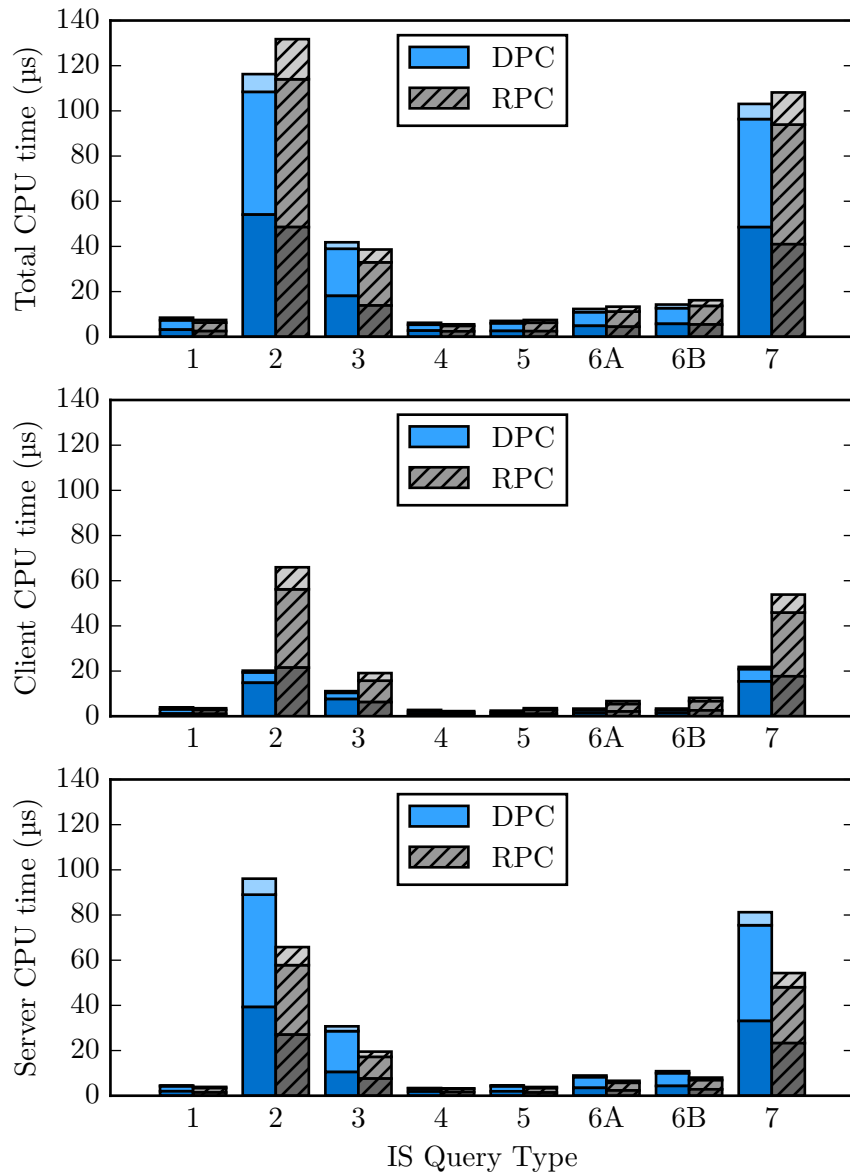 140
120
100
80
60
40
20
0
Total CPU time (µs)
DPC
RPC
1 2 3 4 5 6A 6B 7
140
120
100
80
60
40
20
0
Client CPU time (µs)
DPC
RPC
1 2 3 4 5 6A 6B 7
140
120
100
80
60
40
20
0
Server CPU time (µs)
DPC
RPC
1 2 3 4 5 6A 6B 7
IS Query Type